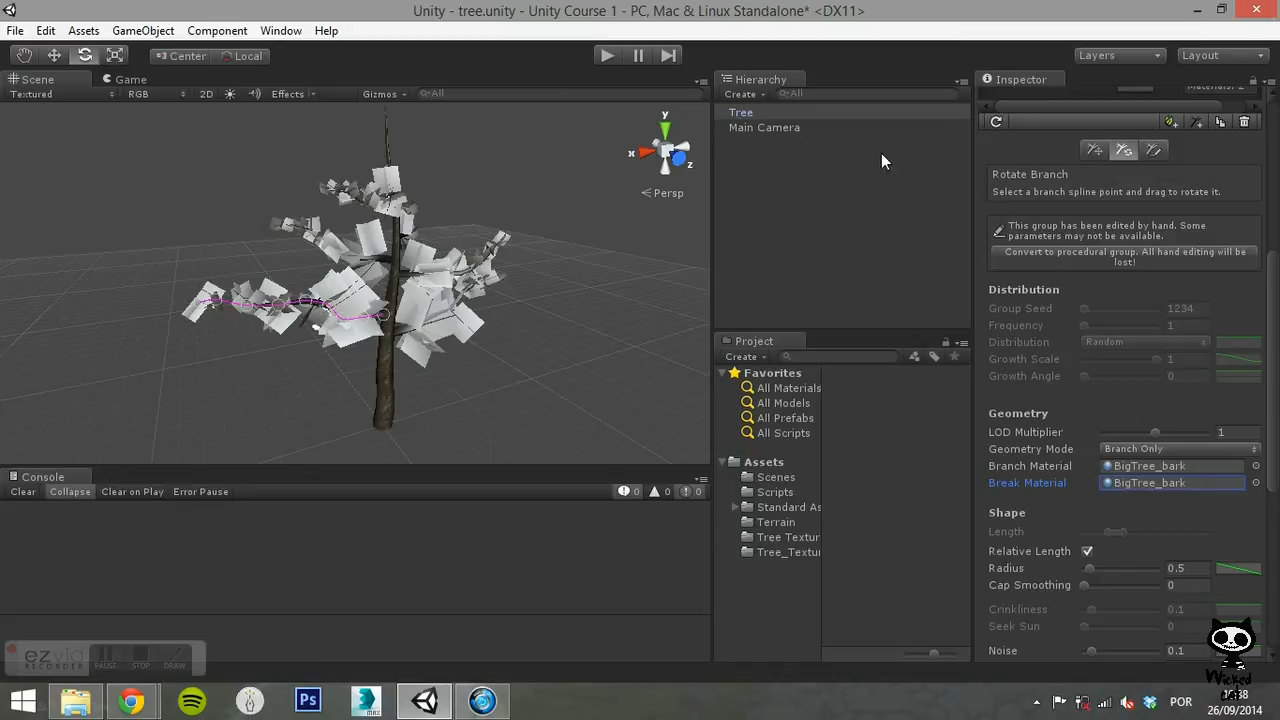 Unity - tree.unity - Unity Course 1 - PC, Mac & Linux Standalone* <DX11>
File Edit Assets GameObject Component Window Help
Center Local Layers Layout
Scene Game
Textured RGB 2D Effects Gizmos All
y
x
z
Persp
Hierarchy
Create All
Tree
Main Camera
Project
Create
Favorites
All Materials
All Models
All Prefabs
All Scripts
Assets
Scenes
Scripts
Standard As
Terrain
Tree Textur
Tree_Textu
Console
Clear Collapse Clear on Play Error Pause 0 0 0
Inspector
Rotate Branch
Select a branch spline point and drag to rotate it.
This group has been edited by hand. Some
parameters may not be available.
Convert to procedural group. All hand editing will be
lost!
Distribution
Group Seed 1234
Frequency 1
Distribution Random
Growth Scale 1
Growth Angle 0
Geometry
LOD Multiplier 1
Geometry Mode Branch Only
Branch Material BigTree_bark
Break Material BigTree_bark
Shape
Length
Relative Length
Radius 0.5
Cap Smoothing 0
Crinkliness 0.1
Seek Sun 0
Noise 0.1
ezvid
RECORDER PAUSE STOP DRAW
Wicked
Ps
POR
26/09/2014